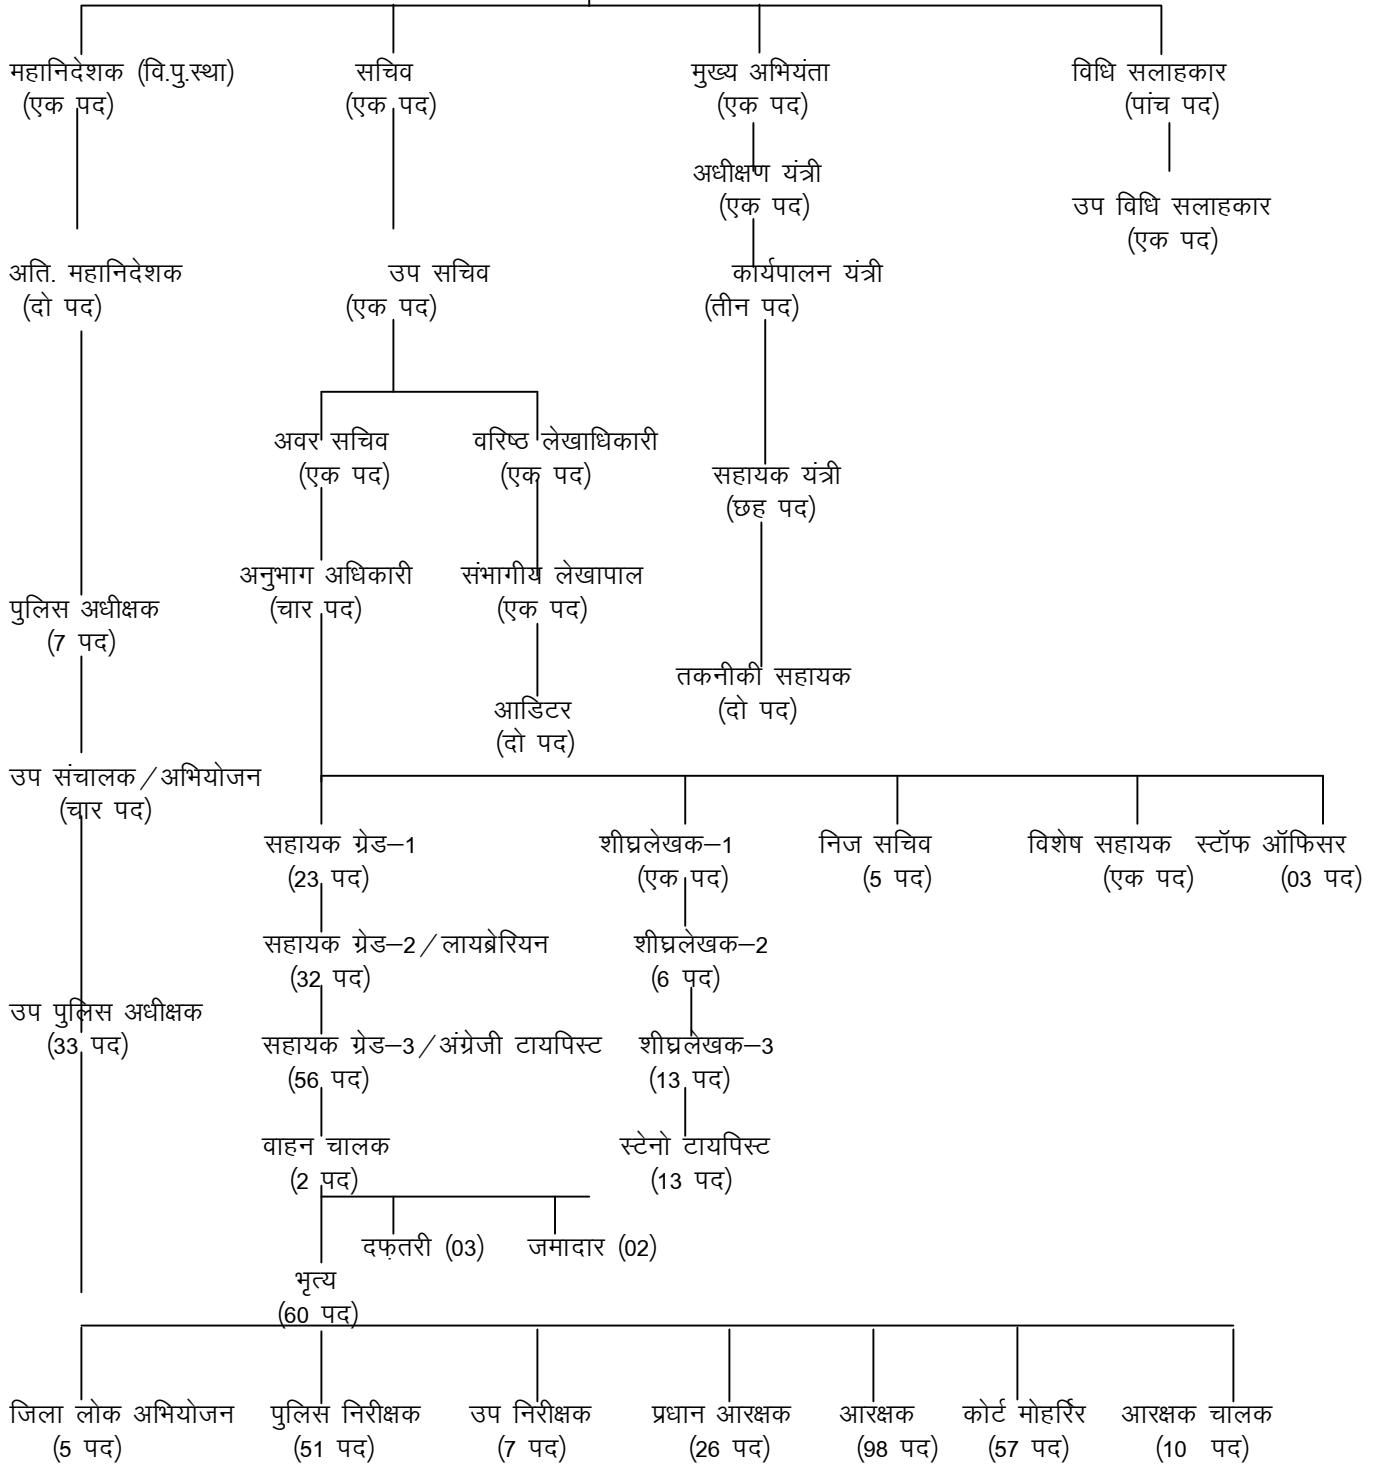 महानिदेशक (वि.पु.स्था) सचिव मुख्य अभियंता विधि सलाहकार
(एक पद) (एक पद) (एक पद) (पांच पद)
अधीक्षण यंत्री
(एक पद) उप विधि सलाहकार
(एक पद)
अति. महानिदेशक उप सचिव कार्यपालन यंत्री
(दो पद) (एक पद) (तीन पद)
अवर सचिव वरिष्ठ लेखाधिकारी
(एक पद) (एक पद) सहायक यंत्री
(छह पद)
अनुभाग अधिकारी संभागीय लेखापाल
पुलिस अधीक्षक (चार पद) (एक पद)
(7 पद)
तकनीकी सहायक
आडिटर (दो पद)
(दो पद)
उप संचालक/अभियोजन
(चार पद)
सहायक ग्रेड–1 शीघ्रलेखक–1 निज सचिव विशेष सहायक स्टॉफ ऑफिसर
(23 पद) (एक पद) (5 पद) (एक पद) (03 पद)
सहायक ग्रेड–2/लायब्रेरियन शीघ्रलेखक–2
(32 पद) (6 पद)
उप पुलिस अधीक्षक
(33 पद) सहायक ग्रेड–3/अंग्रेजी टायपिस्ट शीघ्रलेखक–3
(56 पद) (13 पद)
वाहन चालक स्टेनो टायपिस्ट
(2 पद) (13 पद)
दफ़तरी (03) जमादार (02)
भृत्य
(60 पद)
जिला लोक अभियोजन पुलिस निरीक्षक उप निरीक्षक प्रधान आरक्षक आरक्षक कोर्ट मोहर्रिर आरक्षक चालक
(5 पद) (51 पद) (7 पद) (26 पद) (98 पद) (57 पद) (10 पद)